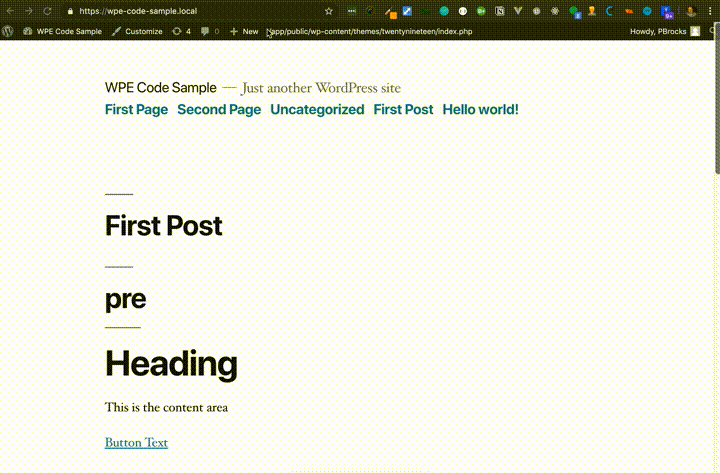 https://wpe-code-sample.local
WPE Code Sample Customize 4 0 New /app/public/wp-content/themes/twentynineteen/index.php Howdy, PBrocks
WPE Code Sample — Just another WordPress site
First Page Second Page Uncategorized First Post Hello world!
First Post
pre
Heading
This is the content area
Button Text